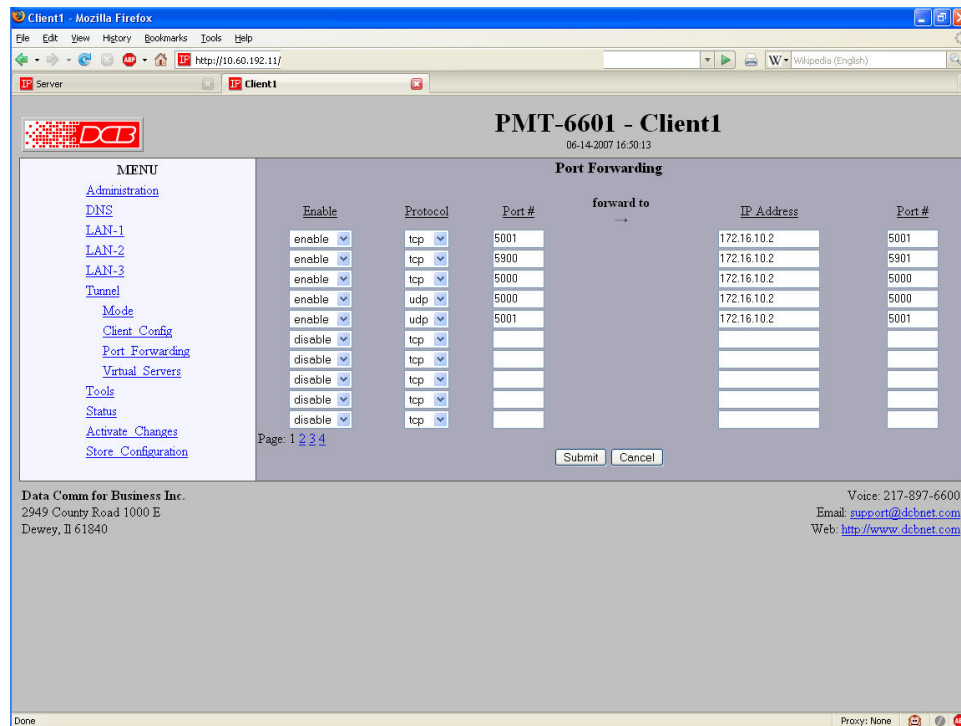 Client1 - Mozilla Firefox
File Edit View History Bookmarks Tools Help
ABP IP http://10.60.192.11/ W Wikipedia (English)
IP Server IP Client1
DCB
PMT-6601 - Client1
06-14-2007 16:50:13
MENU
Administration
DNS
LAN-1
LAN-2
LAN-3
Tunnel
Mode
Client Config
Port Forwarding
Virtual Servers
Tools
Status
Activate Changes
Store Configuration
Port Forwarding
Enable Protocol Port # forward to → IP Address Port #
enable tcp 5001 172.16.10.2 5001
enable tcp 5900 172.16.10.2 5901
enable tcp 5000 172.16.10.2 5000
enable udp 5000 172.16.10.2 5000
enable udp 5001 172.16.10.2 5001
disable tcp
disable tcp
disable tcp
disable tcp
disable tcp
Page: 1 2 3 4
Submit Cancel
Data Comm for Business Inc.
2949 County Road 1000 E
Dewey, Il 61840
Voice: 217-897-6600
Email: support@dcbnet.com
Web: http://www.dcbnet.com
Done Proxy: None